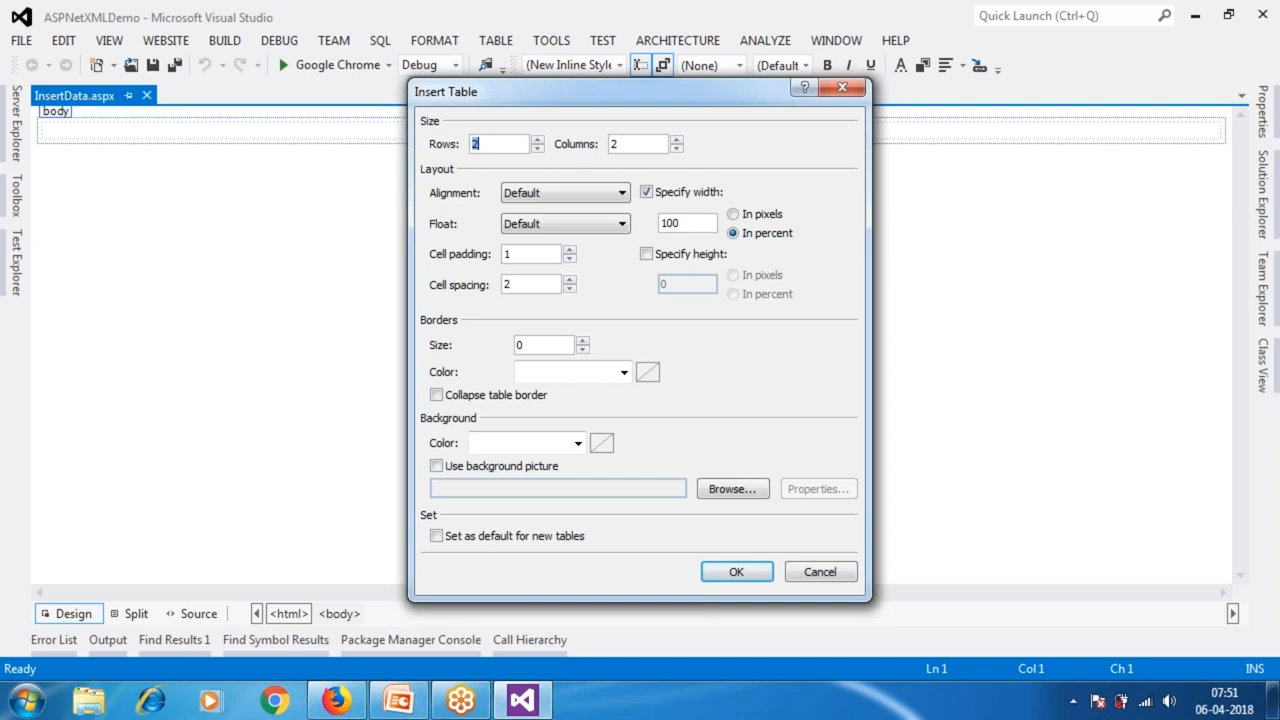 ASPNetXMLDemo - Microsoft Visual Studio
Quick Launch (Ctrl+Q)
FILE EDIT VIEW WEBSITE BUILD DEBUG TEAM SQL FORMAT TABLE TOOLS TEST ARCHITECTURE ANALYZE WINDOW HELP
Google Chrome Debug (New Inline Style (None) (Default B I U A
InsertData.aspx
body
Server Explorer
Toolbox
Test Explorer
Insert Table
Size
Rows: 2 Columns: 2
Layout
Alignment: Default Specify width:
Float: Default 100 In pixels
In percent
Cell padding: 1 Specify height:
Cell spacing: 2 0 In pixels
In percent
Borders
Size: 0
Color:
Collapse table border
Background
Color:
Use background picture
Browse... Properties...
Set
Set as default for new tables
OK Cancel
Properties
Solution Explorer
Team Explorer
Class View
Design Split Source <html> <body>
Error List Output Find Results 1 Find Symbol Results Package Manager Console Call Hierarchy
Ready Ln 1 Col 1 Ch 1 INS
07:51
06-04-2018